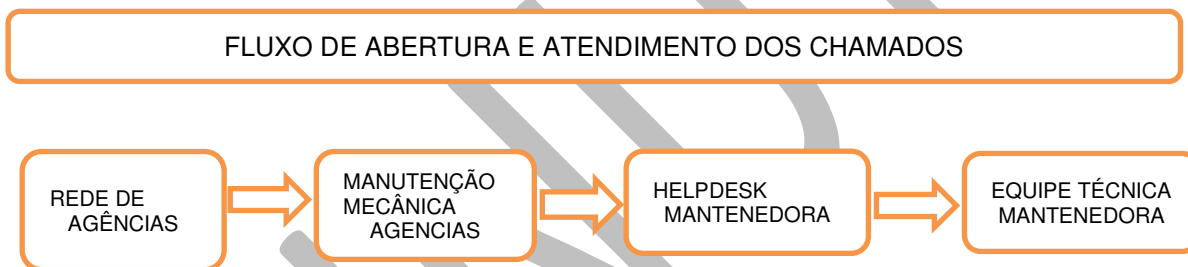 FLUXO DE ABERTURA E ATENDIMENTO DOS CHAMADOS
REDE DE
AGÊNCIAS
MANUTENÇÃO
MECÂNICA
AGENCIAS
HELPDESK
MANTENEDORA
EQUIPE TÉCNICA
MANTENEDORA